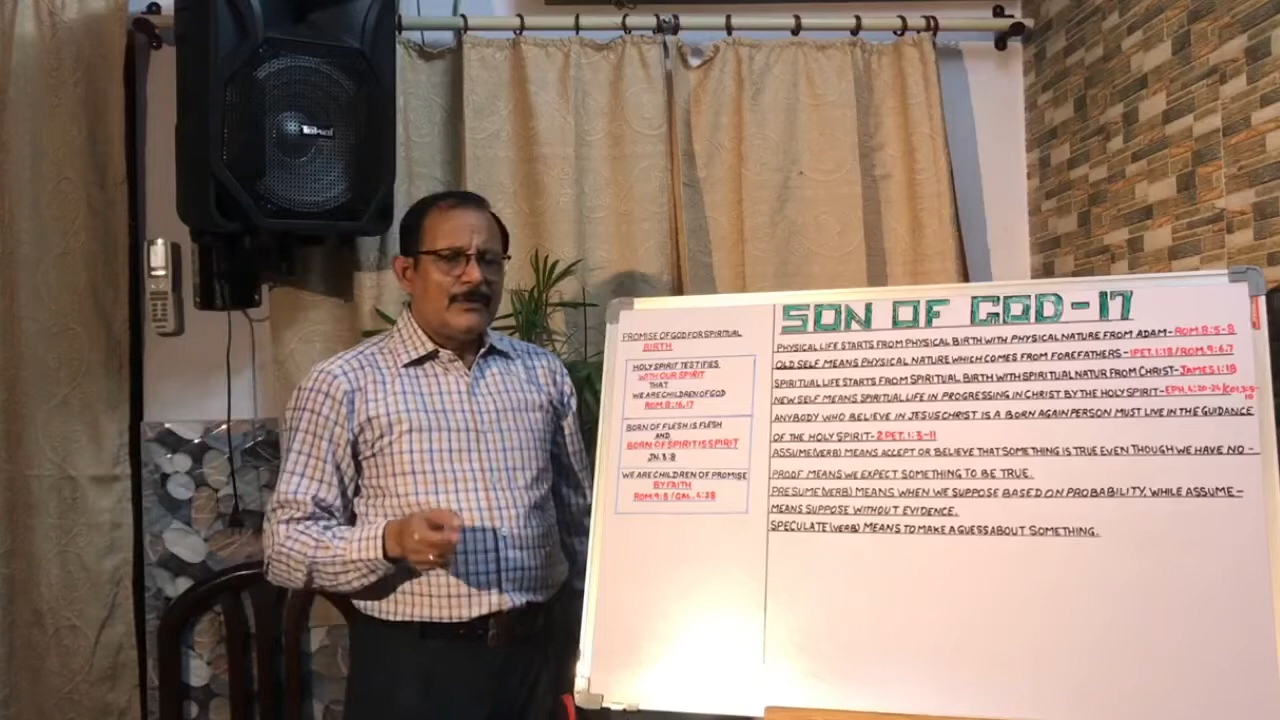 SON OF GOD-17
PROMISE OF GOD FOR SPIRITUAL
BIRTH
HOLY SPIRIT TESTIFIES
WITH OUR SPIRIT
THAT
WE ARE CHILDREN OF GOD
ROM.8:16,17
BORN OF FLESH IS FLESH
AND
BORN OF SPIRIT IS SPIRIT
JN.3:8
WE ARE CHILDREN OF PROMISE
BY FAITH
ROM.9:8/GAL.4:28
PHYSICAL LIFE STARTS FROM PHYSICAL BIRTH WITH PHYSICAL NATURE FROM ADAM-ROM.8:5-8
OLD SELF MEANS PHYSICAL NATURE WHICH COMES FROM FOREFATHERS-1PET.1:18/ROM.9:6,7
SPIRITUAL LIFE STARTS FROM SPIRITUAL BIRTH WITH SPIRITUAL NATUR FROM CHRIST-JAMES 1:18
NEW SELF MEANS SPIRITUAL LIFE IN PROGRESSING IN CHRIST BY THE HOLY SPIRIT-EPH.4:20-24/COl.3:5-
10
ANYBODY WHO BELIEVE IN JESUS CHRIST IS A BORN AGAIN PERSON MUST LIVE IN THE GUIDANCE
OF THE HOLY SPIRIT-2PET.1:3-11
ASSUME(VERB) MEANS ACCEPT OR BELIEVE THAT SOMETHING IS TRUE EVEN THOUGH WE HAVE NO-
PROOF MEANS WE EXPECT SOMETHING TO BE TRUE.
PRESUME(VERB) MEANS WHEN WE SUPPOSE BASED ON PROBABILITY, WHILE ASSUME-
MEANS SUPPOSE WITHOUT EVIDENCE.
SPECULATE(VERB) MEANS TO MAKE A GUESS ABOUT SOMETHING.